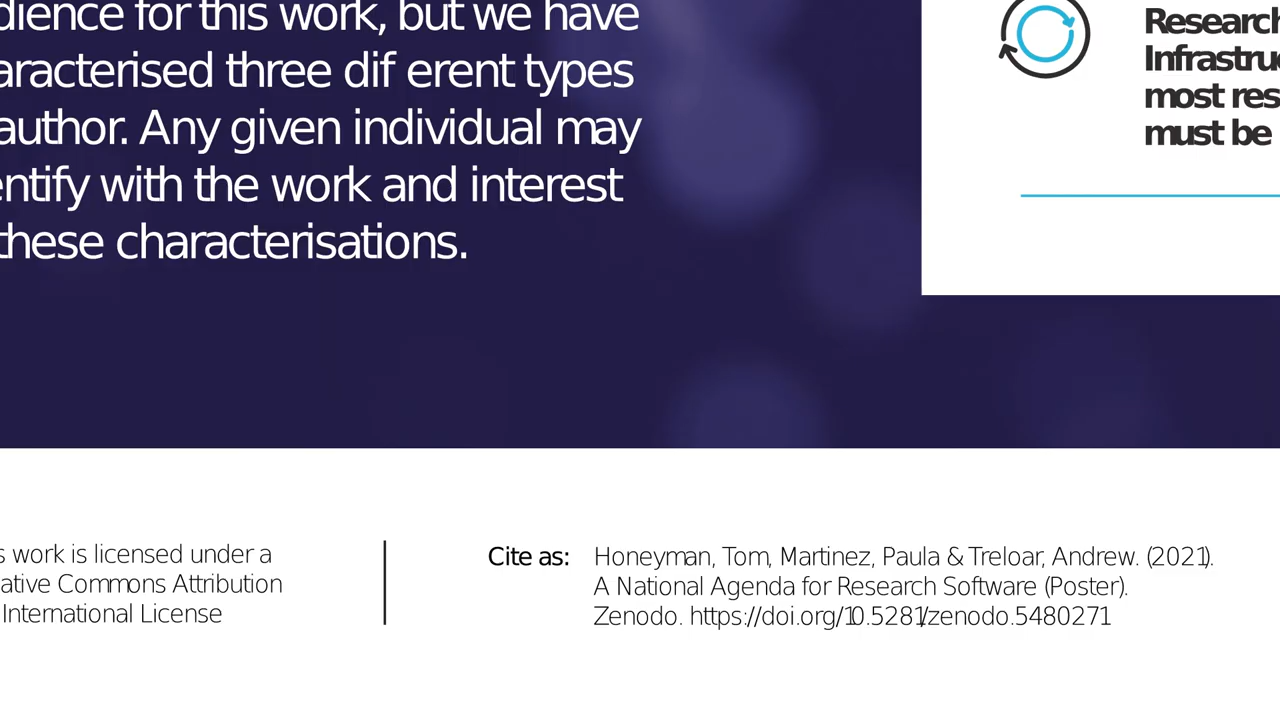 dience for this work, but we have
aracterised three dif erent types
author. Any given individual may
entify with the work and interest
these characterisations.
Research
Infrastruc
most res
must be
s work is licensed under a
ative Commons Attribution
International License
Cite as: Honeyman, Tom, Martinez, Paula & Treloar, Andrew. (2021).
A National Agenda for Research Software (Poster).
Zenodo. https://doi.org/10.5281/zenodo.5480271